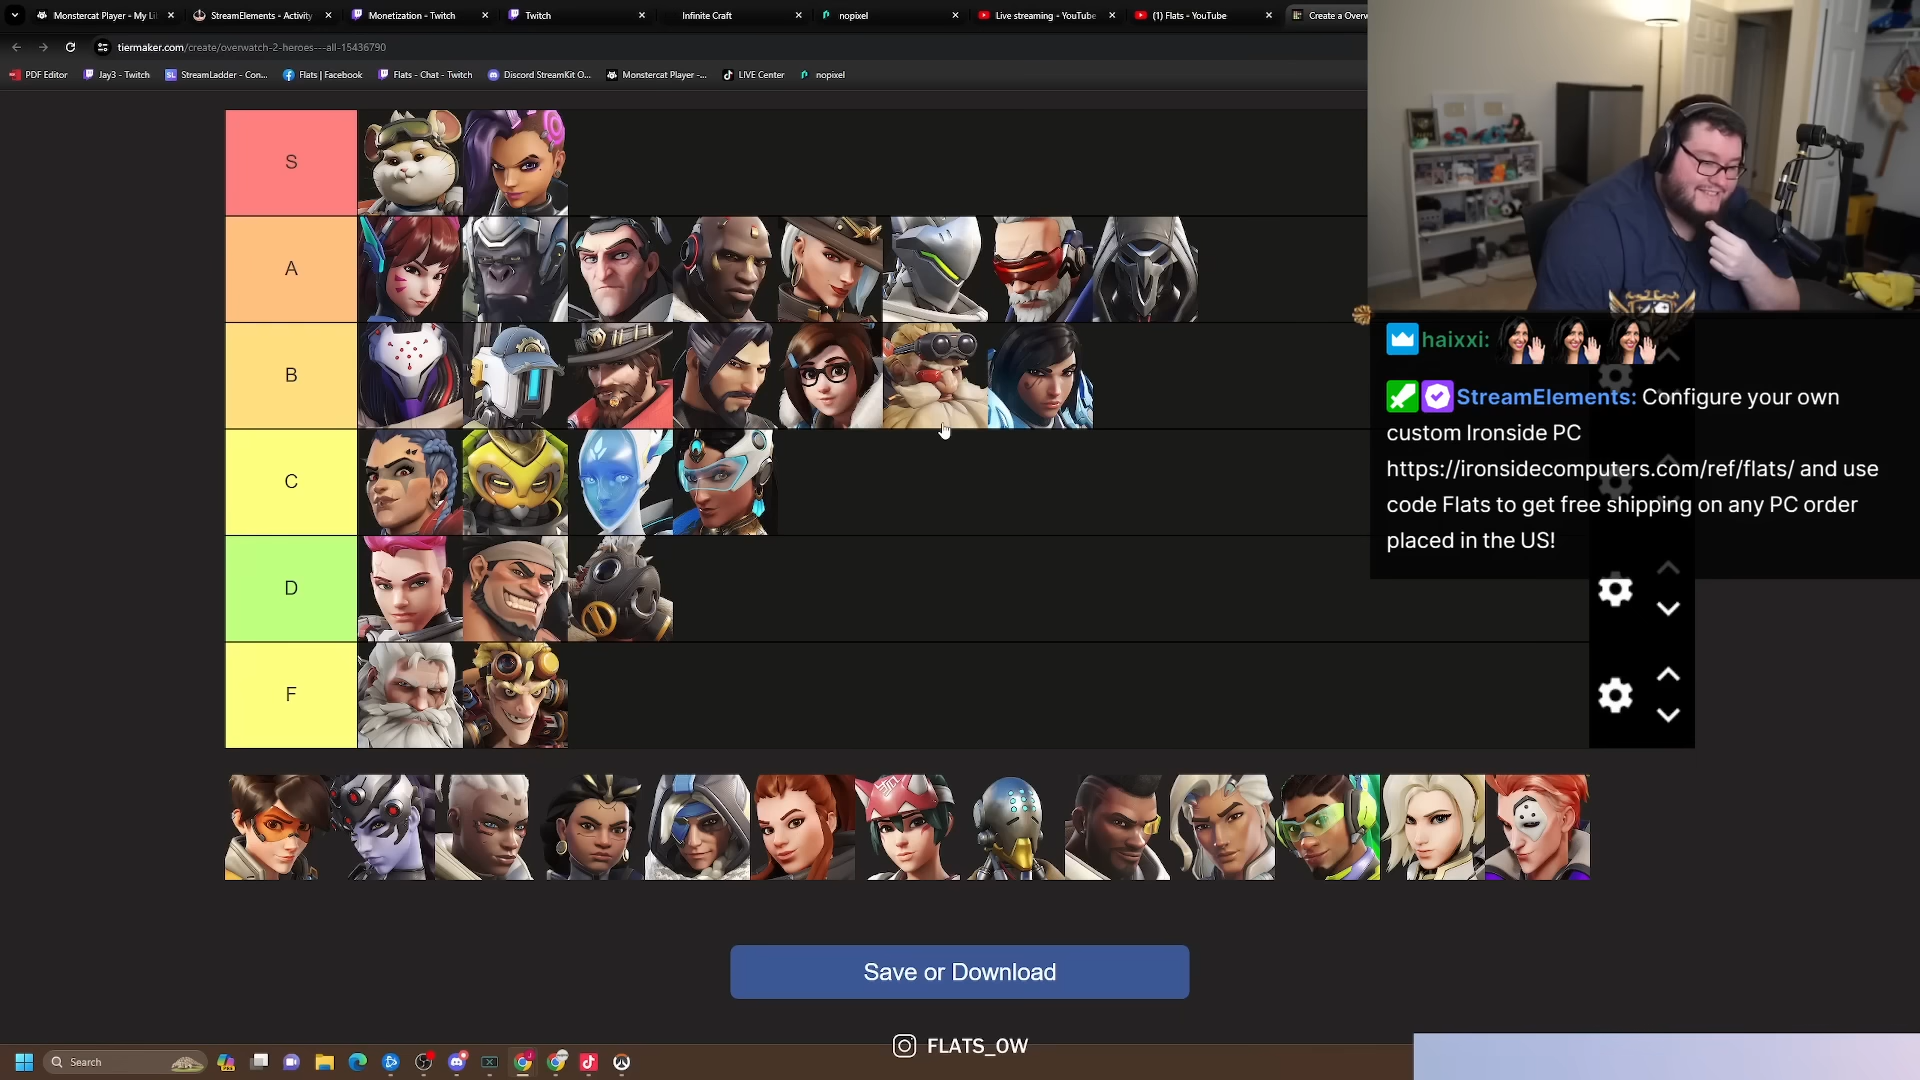 Monstercat Player - My Li
StreamElements - Activity
Monetization - Twitch
Twitch
Infinite Craft
nopixel
Live streaming - YouTube
(1) Flats - YouTube
Create a Overw
tiermaker.com/create/overwatch-2-heroes---all-15436790
PDF Editor
Jay3 - Twitch
StreamLadder - Con...
Flats | Facebook
Flats - Chat - Twitch
Discord StreamKit O...
Monstercat Player -...
LIVE Center
nopixel
S
A
B
C
D
F
haixxi:
StreamElements: Configure your own
custom Ironside PC
https://ironsidecomputers.com/ref/flats/ and use
code Flats to get free shipping on any PC order
placed in the US!
Save or Download
FLATS_OW
Search